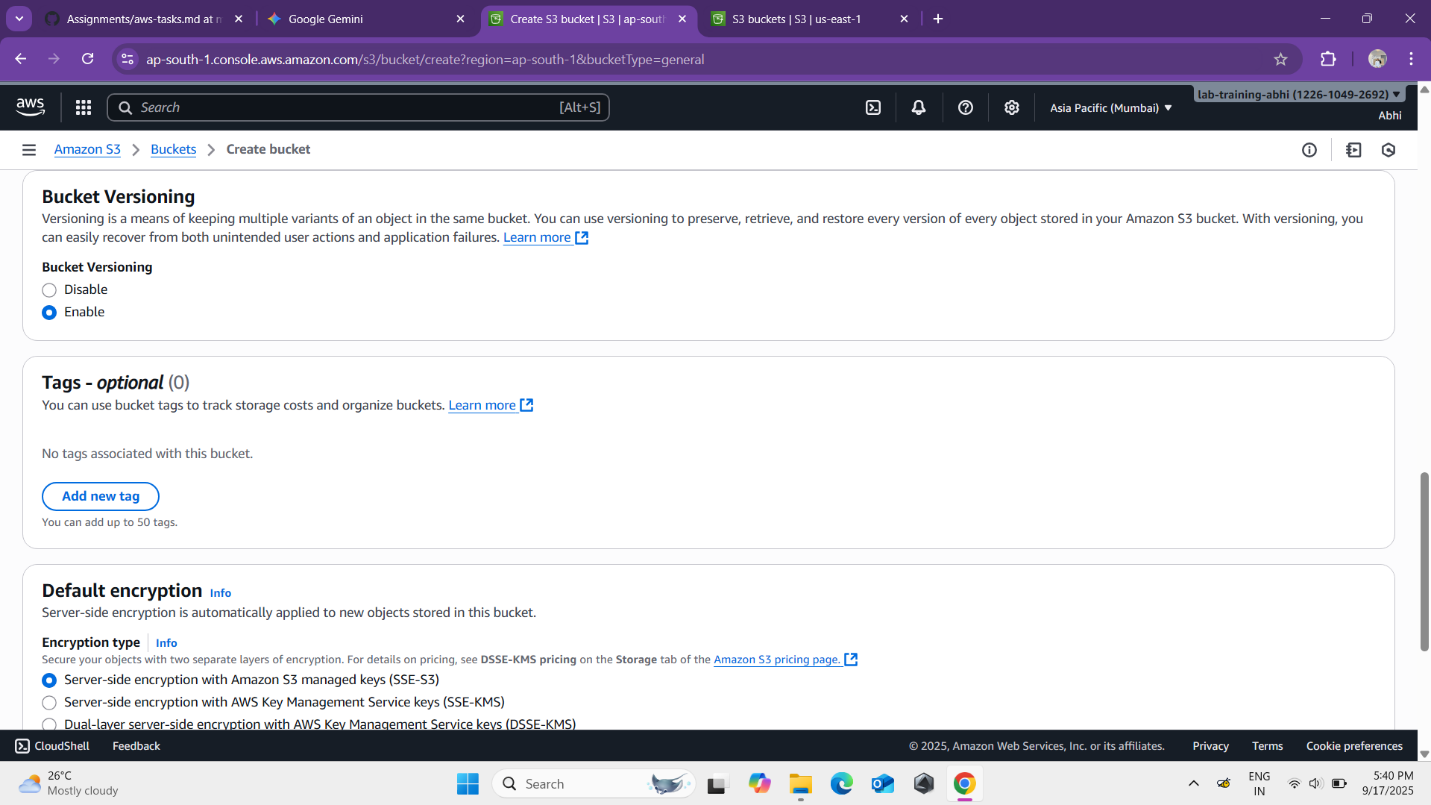 Assignments/aws-tasks.md at m
Google Gemini
Create S3 bucket | S3 | ap-sout
S3 buckets | S3 | us-east-1
ap-south-1.console.aws.amazon.com/s3/bucket/create?region=ap-south-1&bucketType=general
aws
Search
[Alt+S]
Asia Pacific (Mumbai)
lab-training-abhi (1226-1049-2692)
Abhi
Amazon S3 > Buckets > Create bucket
Bucket Versioning
Versioning is a means of keeping multiple variants of an object in the same bucket. You can use versioning to preserve, retrieve, and restore every version of every object stored in your Amazon S3 bucket. With versioning, you
can easily recover from both unintended user actions and application failures. Learn more
Bucket Versioning
Disable
Enable
Tags - optional (0)
You can use bucket tags to track storage costs and organize buckets. Learn more
No tags associated with this bucket.
Add new tag
You can add up to 50 tags.
Default encryption Info
Server-side encryption is automatically applied to new objects stored in this bucket.
Encryption type Info
Secure your objects with two separate layers of encryption. For details on pricing, see DSSE-KMS pricing on the Storage tab of the Amazon S3 pricing page.
Server-side encryption with Amazon S3 managed keys (SSE-S3)
Server-side encryption with AWS Key Management Service keys (SSE-KMS)
Dual-layer server-side encryption with AWS Key Management Service keys (DSSE-KMS)
CloudShell
Feedback
© 2025, Amazon Web Services, Inc. or its affiliates.
Privacy
Terms
Cookie preferences
26°C
Mostly cloudy
Search
ENG
IN
5:40 PM
9/17/2025